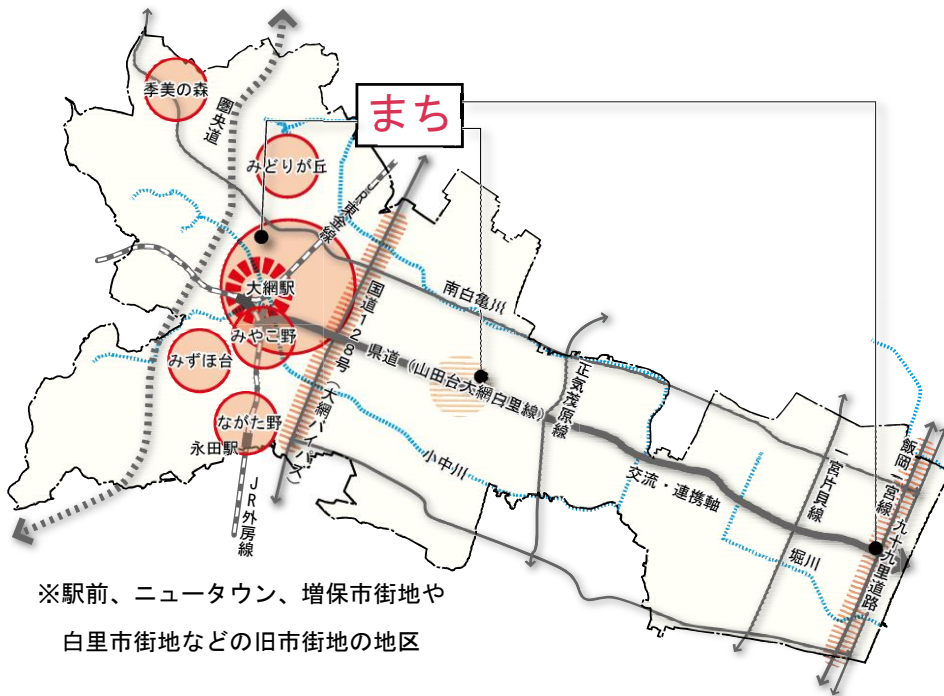 季美の森
圏央道
まち
みどりが丘
JR東金線
大網駅
国道128号（大網バイパス）
南白亀川
みやこ野
県道（山田台大網白里線）
みずほ台
正気茂原線
ながた野
永田駅
小中川
JR外房線
交流・連携軸
一宮片貝線
飯岡一宮線
九十九里道路
堀川
※駅前、ニュータウン、増保市街地や
白里市街地などの旧市街地の地区